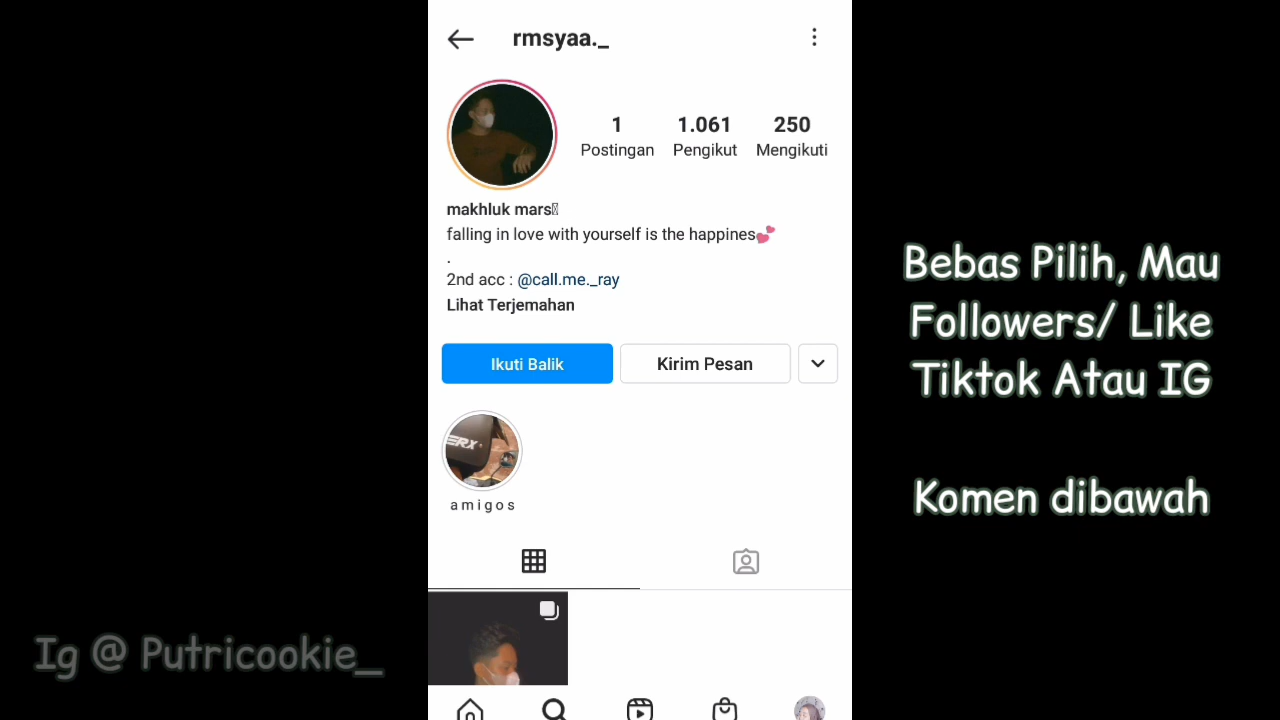 rmsyaa._
1 1.061 250
Postingan Pengikut Mengikuti
makhluk mars
falling in love with yourself is the happines💕
.
2nd acc : @call.me._ray
Lihat Terjemahan
Ikuti Balik Kirim Pesan
ERX
a m i g o s
Bebas Pilih, Mau
Followers/ Like
Tiktok Atau IG
Komen dibawah
Ig @ Putricookie_